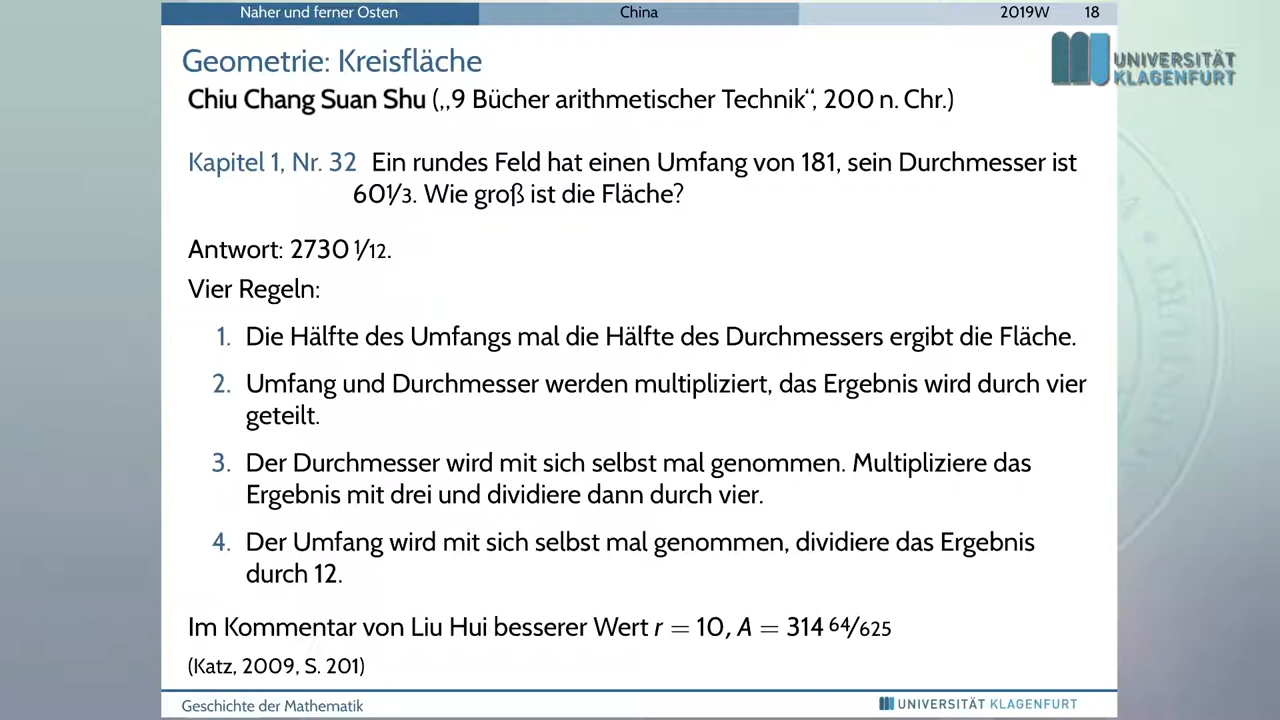 Naher und ferner Osten China 2019W 18
UNIVERSITÄT
KLAGENFURT
Geometrie: Kreisfläche
Chiu Chang Suan Shu („9 Bücher arithmetischer Technik“, 200 n. Chr.)
Kapitel 1, Nr. 32 Ein rundes Feld hat einen Umfang von 181, sein Durchmesser ist
60 1/3. Wie groß ist die Fläche?
Antwort: 2730 1/12.
Vier Regeln:
1. Die Hälfte des Umfangs mal die Hälfte des Durchmessers ergibt die Fläche.
2. Umfang und Durchmesser werden multipliziert, das Ergebnis wird durch vier
geteilt.
3. Der Durchmesser wird mit sich selbst mal genommen. Multipliziere das
Ergebnis mit drei und dividiere dann durch vier.
4. Der Umfang wird mit sich selbst mal genommen, dividiere das Ergebnis
durch 12.
Im Kommentar von Liu Hui besserer Wert r = 10, A = 314 64/625
(Katz, 2009, S. 201)
Geschichte der Mathematik UNIVERSITÄT KLAGENFURT